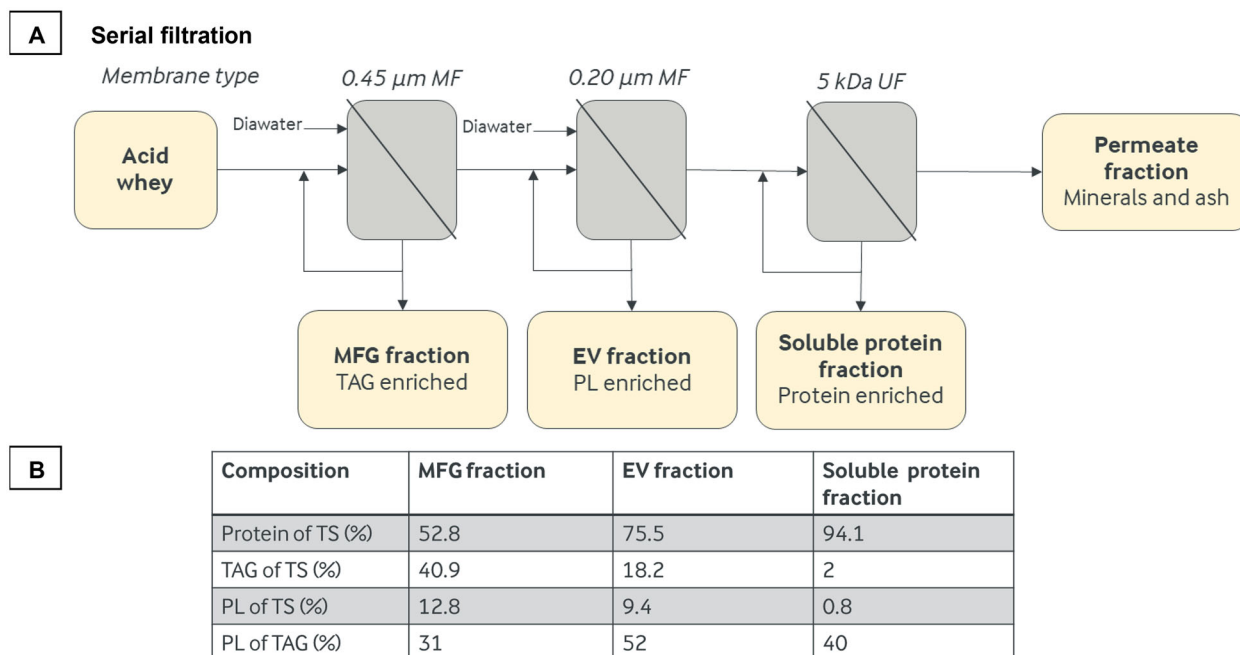 A Serial filtration
Membrane type 0.45 µm MF 0.20 µm MF 5 kDa UF
Diawater Diawater
Acid
whey
Permeate
fraction
Minerals and ash
MFG fraction
TAG enriched
EV fraction
PL enriched
Soluble protein
fraction
Protein enriched
B
Composition MFG fraction EV fraction Soluble protein
fraction
Protein of TS (%) 52.8 75.5 94.1
TAG of TS (%) 40.9 18.2 2
PL of TS (%) 12.8 9.4 0.8
PL of TAG (%) 31 52 40